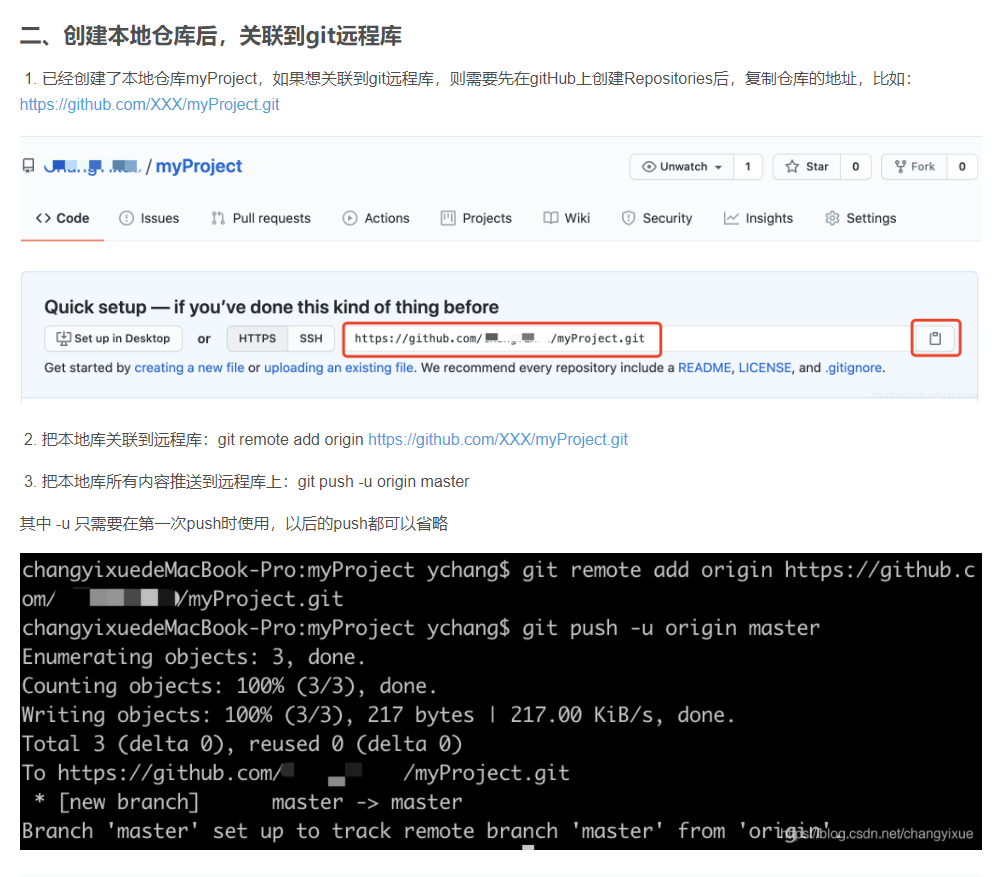 二、创建本地仓库后，关联到git远程库
1. 已经创建了本地仓库myProject，如果想关联到git远程库，则需要先在gitHub上创建Repositories后，复制仓库的地址，比如：
https://github.com/XXX/myProject.git
/ myProject
Unwatch 1 Star 0 Fork 0
Code Issues Pull requests Actions Projects Wiki Security Insights Settings
Quick setup — if you've done this kind of thing before
Set up in Desktop or HTTPS SSH https://github.com/ /myProject.git
Get started by creating a new file or uploading an existing file. We recommend every repository include a README, LICENSE, and .gitignore.
2. 把本地库关联到远程库：git remote add origin https://github.com/XXX/myProject.git
3. 把本地库所有内容推送到远程库上：git push -u origin master
其中 -u 只需要在第一次push时使用，以后的push都可以省略
changyixuedeMacBook-Pro:myProject ychang$ git remote add origin https://github.c
om/ /myProject.git
changyixuedeMacBook-Pro:myProject ychang$ git push -u origin master
Enumerating objects: 3, done.
Counting objects: 100% (3/3), done.
Writing objects: 100% (3/3), 217 bytes | 217.00 KiB/s, done.
Total 3 (delta 0), reused 0 (delta 0)
To https://github.com/ /myProject.git
* [new branch] master -> master
Branch 'master' set up to track remote branch 'master' from 'origin'.
https://blog.csdn.net/changyixue